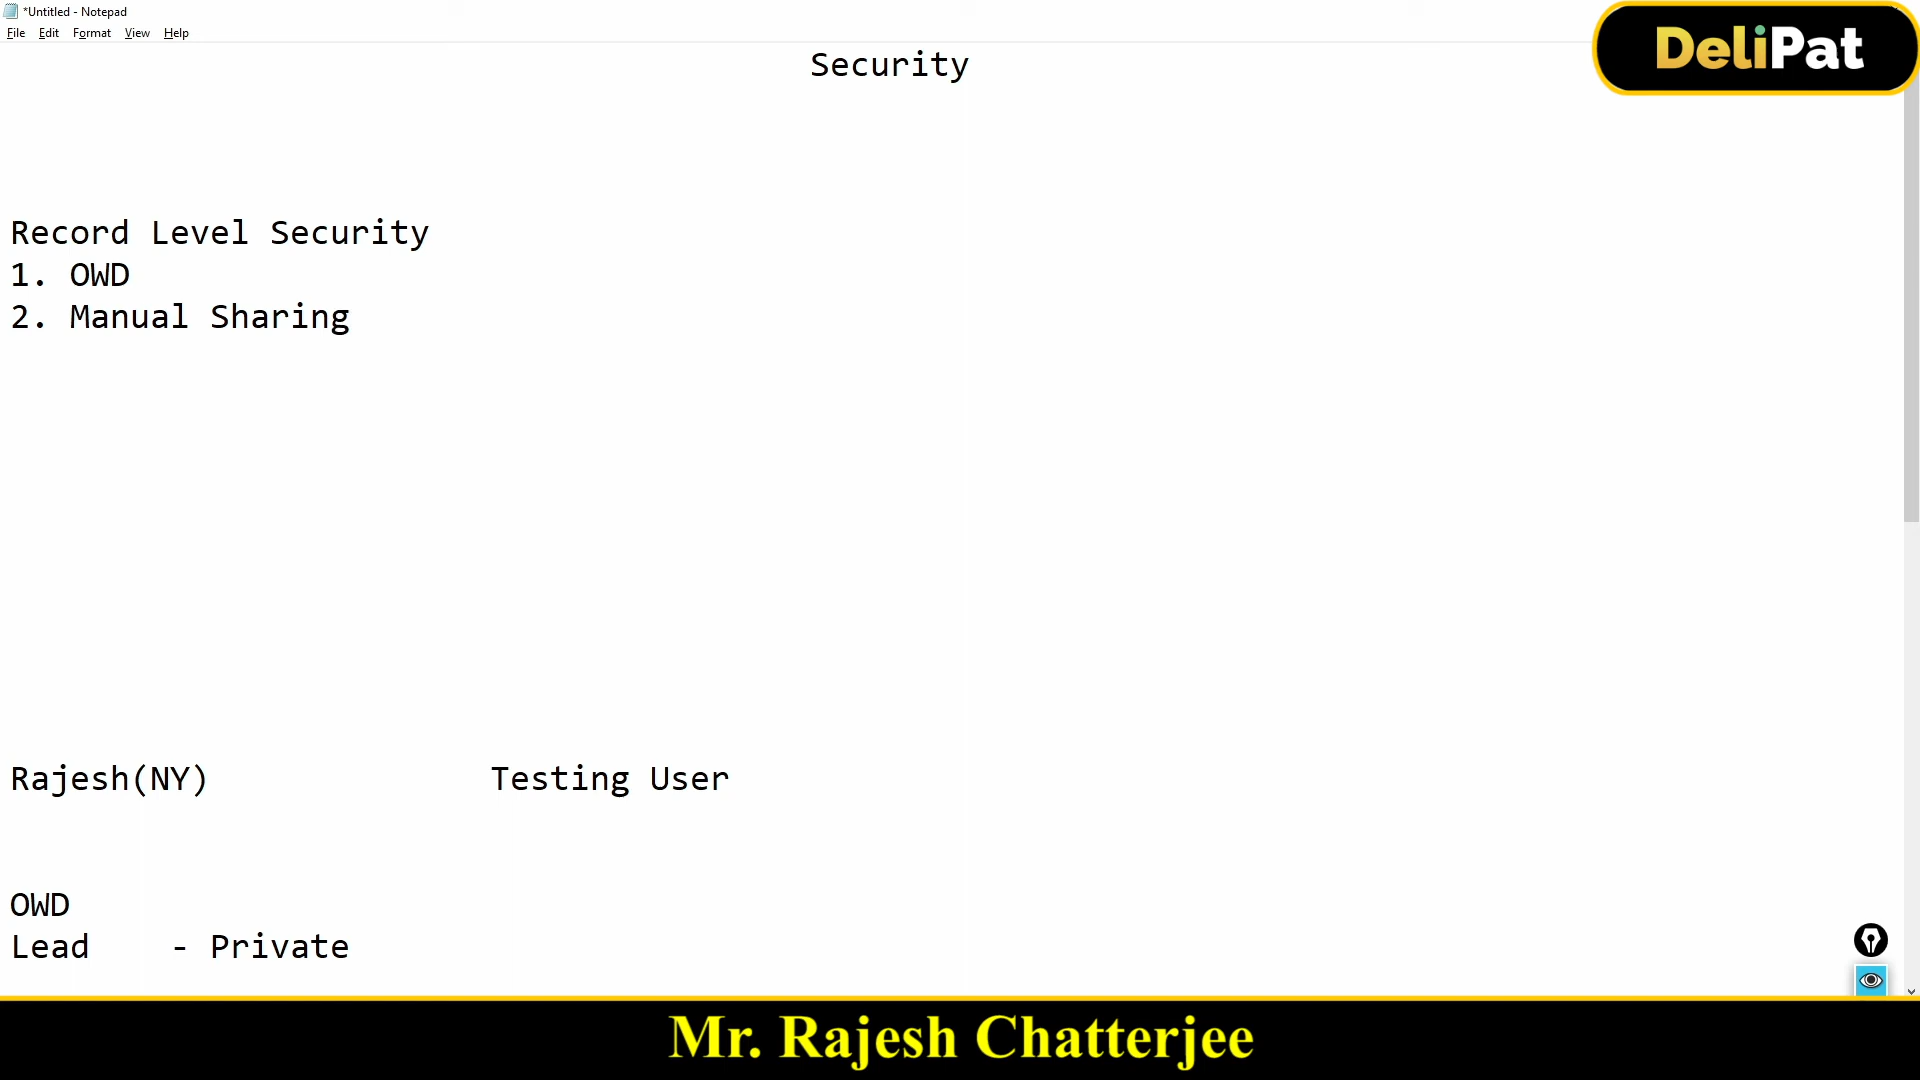 *Untitled - Notepad
File Edit Format View Help
DeliPat
Security
Record Level Security
1. OWD
2. Manual Sharing
Rajesh(NY) Testing User
OWD
Lead - Private
Mr. Rajesh Chatterjee